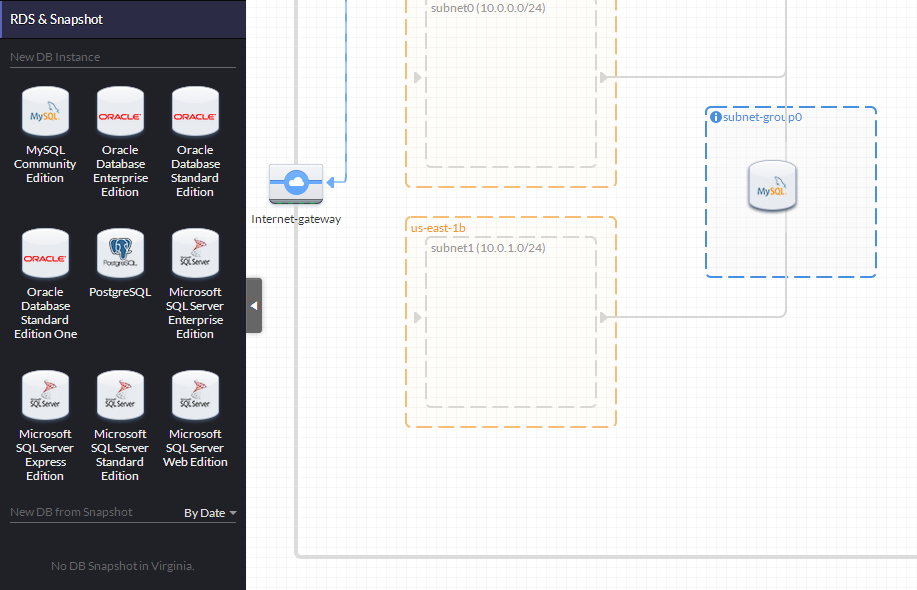 RDS & Snapshot
New DB Instance
MySQL
ORACLE
ORACLE
MySQL
Community
Edition
Oracle
Database
Enterprise
Edition
Oracle
Database
Standard
Edition
ORACLE
PostgreSQL
SQL Server
Oracle
Database
Standard
Edition One
PostgreSQL
Microsoft
SQL Server
Enterprise
Edition
SQL Server
SQL Server
SQL Server
Microsoft
SQL Server
Express
Edition
Microsoft
SQL Server
Standard
Edition
Microsoft
SQL Server
Web Edition
New DB from Snapshot
By Date
No DB Snapshot in Virginia.
subnet0 (10.0.0.0/24)
Internet-gateway
us-east-1b
subnet1 (10.0.1.0/24)
subnet-group0
MySQL